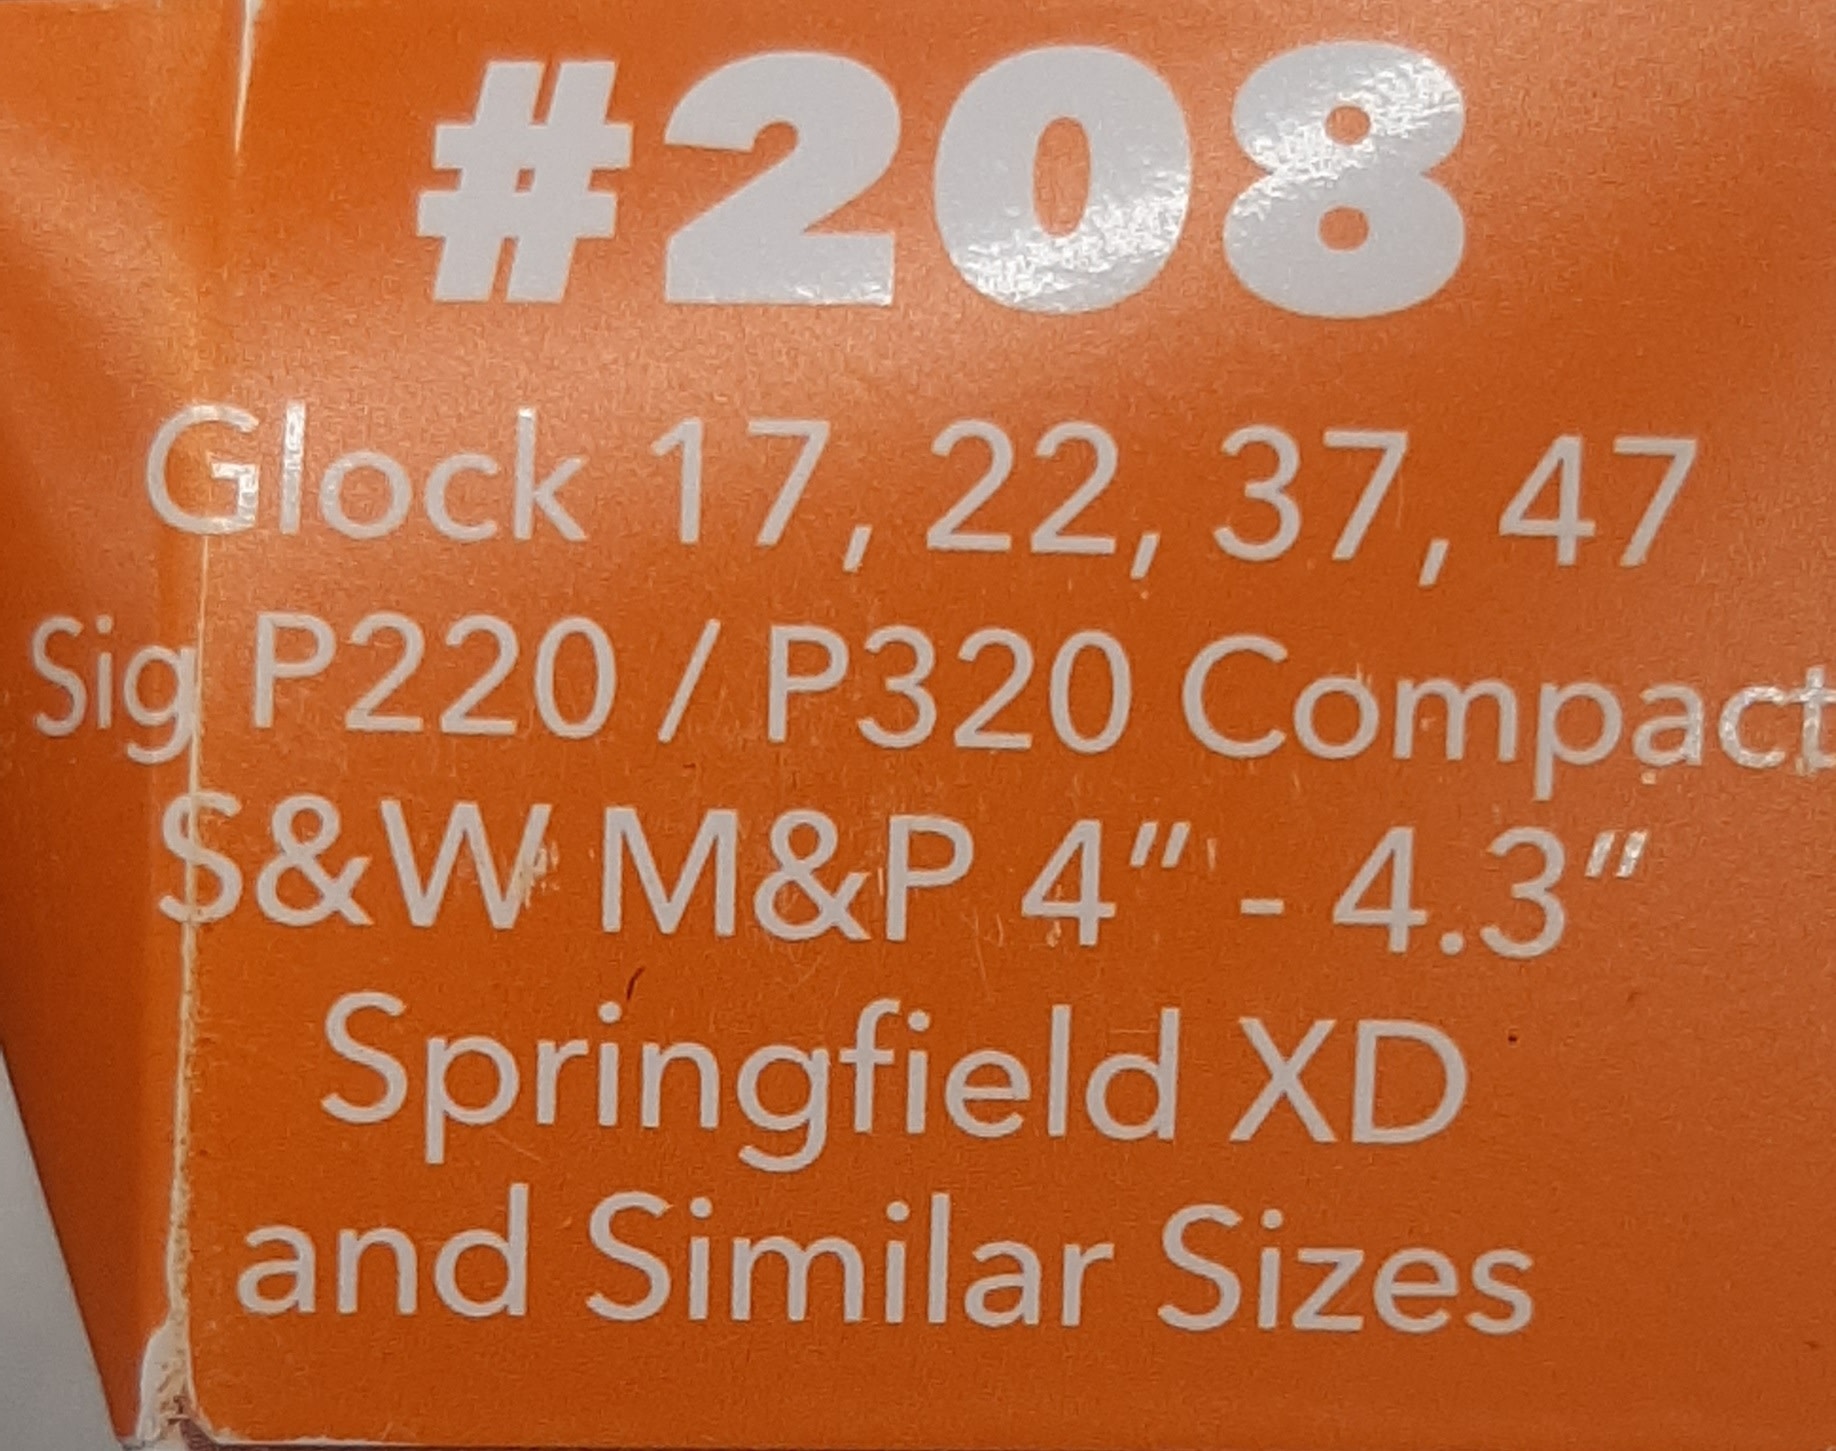 #208
Glock 17, 22, 37, 47
Sig P220 / P320 Compact
S&W M&P 4" - 4.3"
Springfield XD
and Similar Sizes